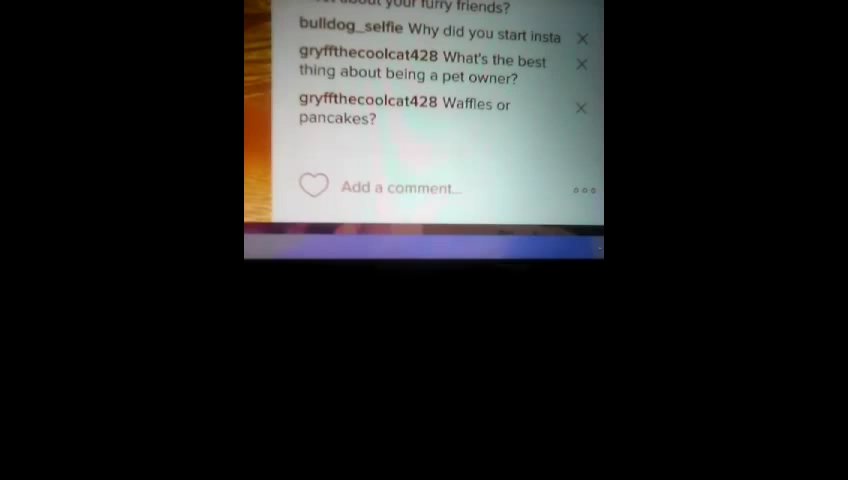 about your furry friends?
bulldog_selfie Why did you start insta
gryffthecoolcat428 What's the best
thing about being a pet owner?
gryffthecoolcat428 Waffles or
pancakes?
Add a comment...